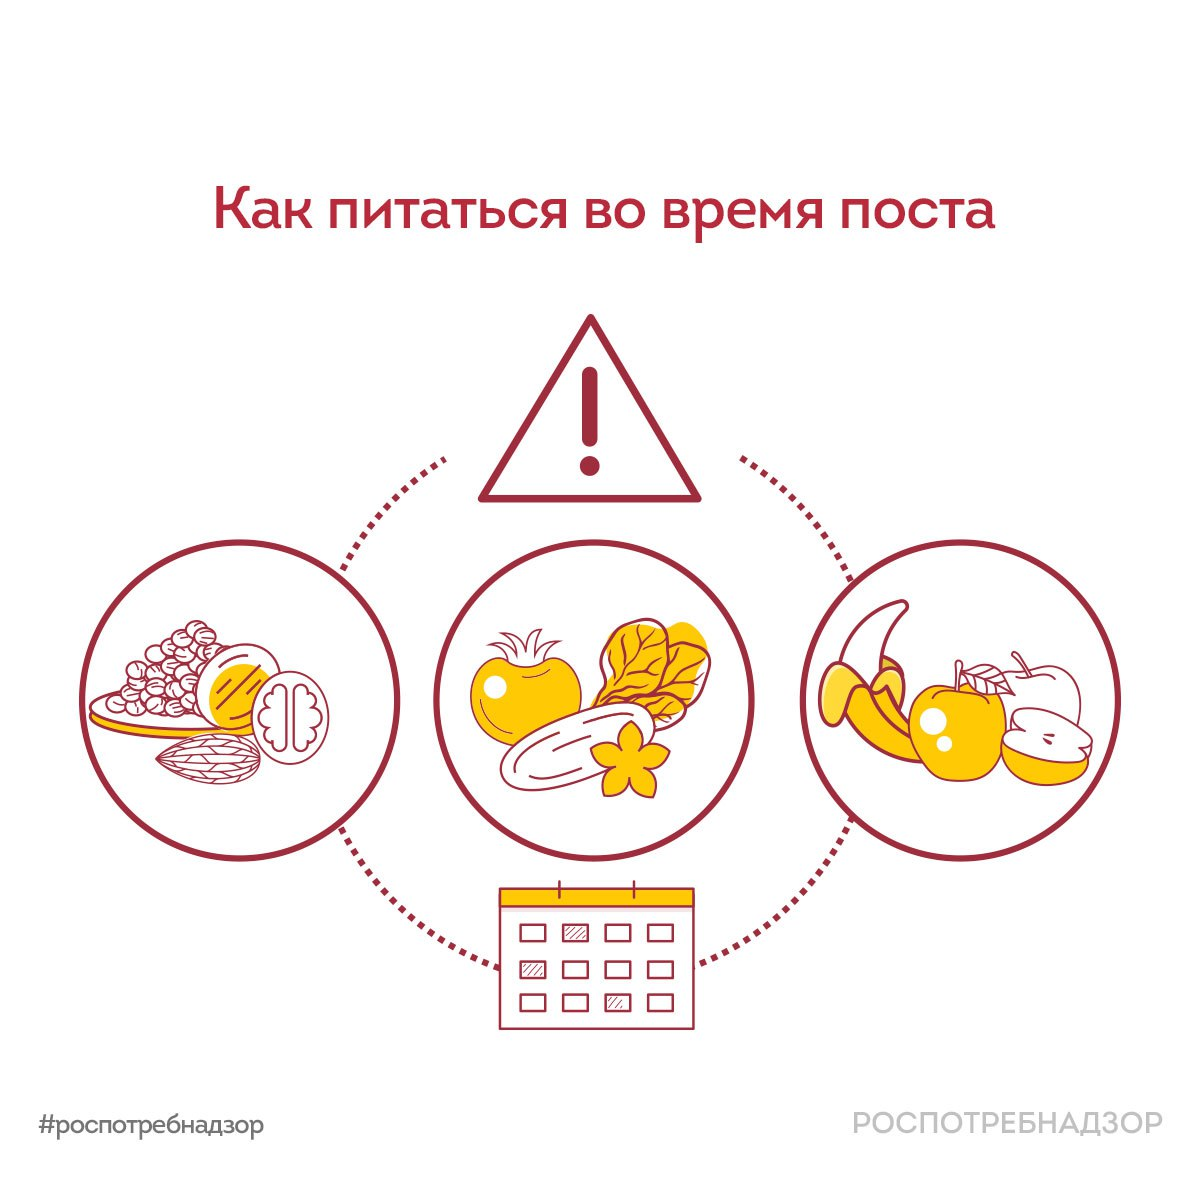 Как питаться во время поста
#роспотребнадзор
РОСПОТРЕБНАДЗОР